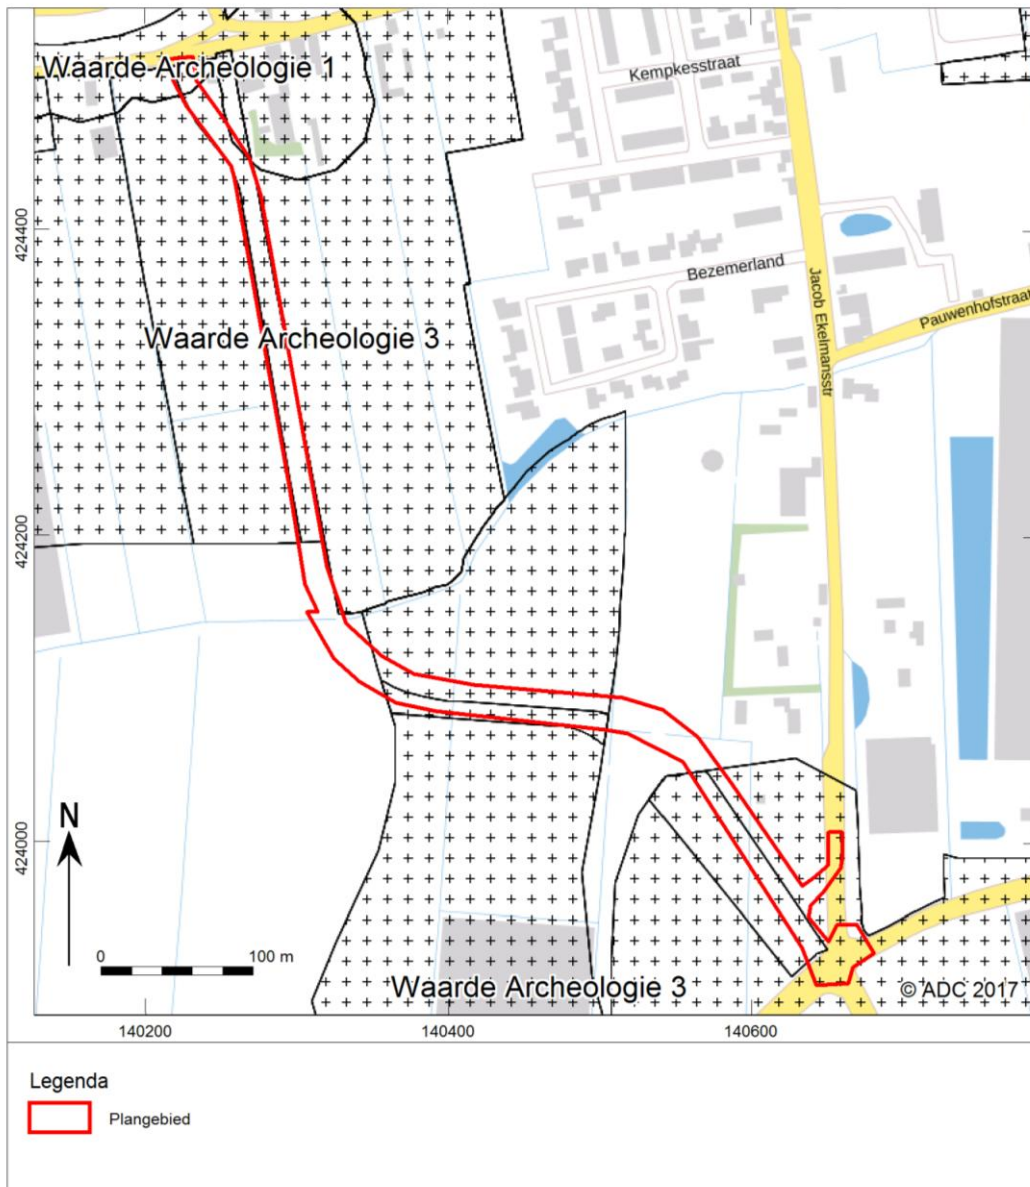 Waarde Archeologie 1
Kempkesstraat
424400
Bezemerland
Jacob Ekelmansstr
Pauwenhofstraat
Waarde Archeologie 3
424200
N
424000
0
100 m
Waarde Archeologie 3
© ADC 2017
140200
140400
140600
Legenda
Plangebied